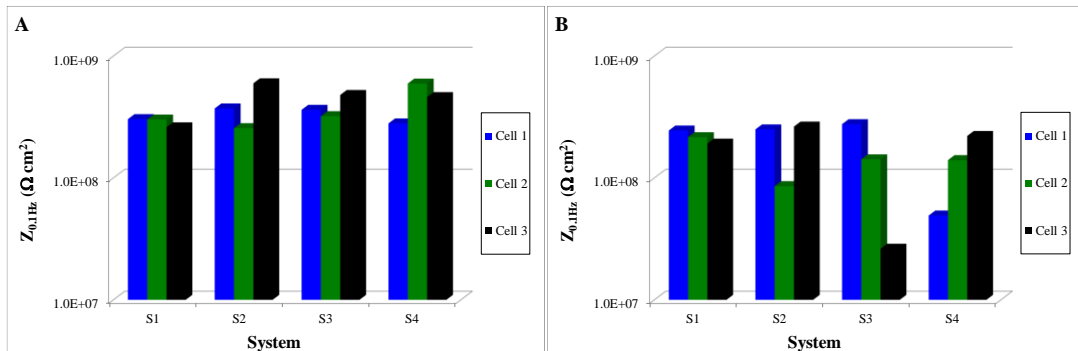 A
1.0E+09
1.0E+08
1.0E+07
Z0.1Hz (Ω cm2)
S1 S2 S3 S4
System
Cell 1
Cell 2
Cell 3
B
1.0E+09
1.0E+08
1.0E+07
Z0.1Hz (Ω cm2)
S1 S2 S3 S4
System
Cell 1
Cell 2
Cell 3